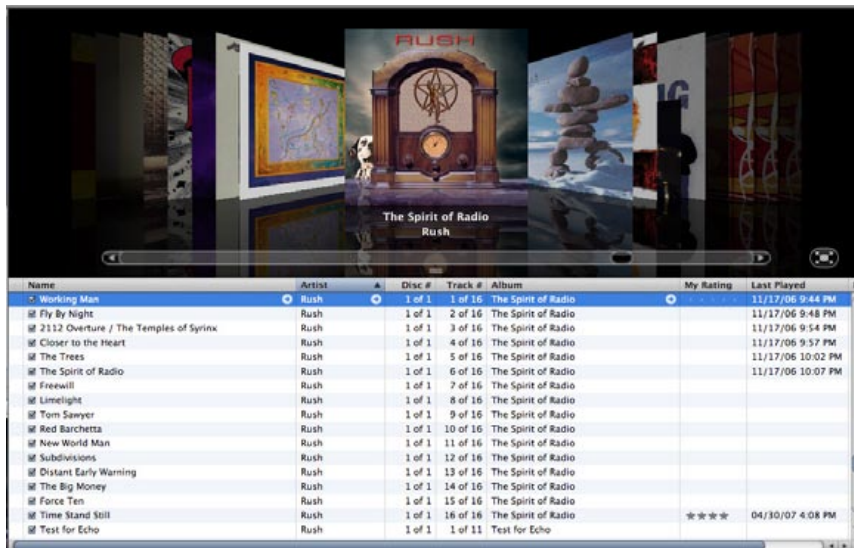 RUSH
The Spirit of Radio
Rush
Name Artist Disc # Track # Album My Rating Last Played
Working Man Rush 1 of 1 1 of 16 The Spirit of Radio 11/17/06 9:44 PM
Fly By Night Rush 1 of 1 2 of 16 The Spirit of Radio 11/17/06 9:48 PM
2112 Overture / The Temples of Syrinx Rush 1 of 1 3 of 16 The Spirit of Radio 11/17/06 9:54 PM
Closer to the Heart Rush 1 of 1 4 of 16 The Spirit of Radio 11/17/06 9:57 PM
The Trees Rush 1 of 1 5 of 16 The Spirit of Radio 11/17/06 10:02 PM
The Spirit of Radio Rush 1 of 1 6 of 16 The Spirit of Radio 11/17/06 10:07 PM
Freewill Rush 1 of 1 7 of 16 The Spirit of Radio
Limelight Rush 1 of 1 8 of 16 The Spirit of Radio
Tom Sawyer Rush 1 of 1 9 of 16 The Spirit of Radio
Red Barchetta Rush 1 of 1 10 of 16 The Spirit of Radio
New World Man Rush 1 of 1 11 of 16 The Spirit of Radio
Subdivisions Rush 1 of 1 12 of 16 The Spirit of Radio
Distant Early Warning Rush 1 of 1 13 of 16 The Spirit of Radio
The Big Money Rush 1 of 1 14 of 16 The Spirit of Radio
Force Ten Rush 1 of 1 15 of 16 The Spirit of Radio
Time Stand Still Rush 1 of 1 16 of 16 The Spirit of Radio ★★★★ 04/30/07 4:08 PM
Test for Echo Rush 1 of 1 1 of 11 Test for Echo